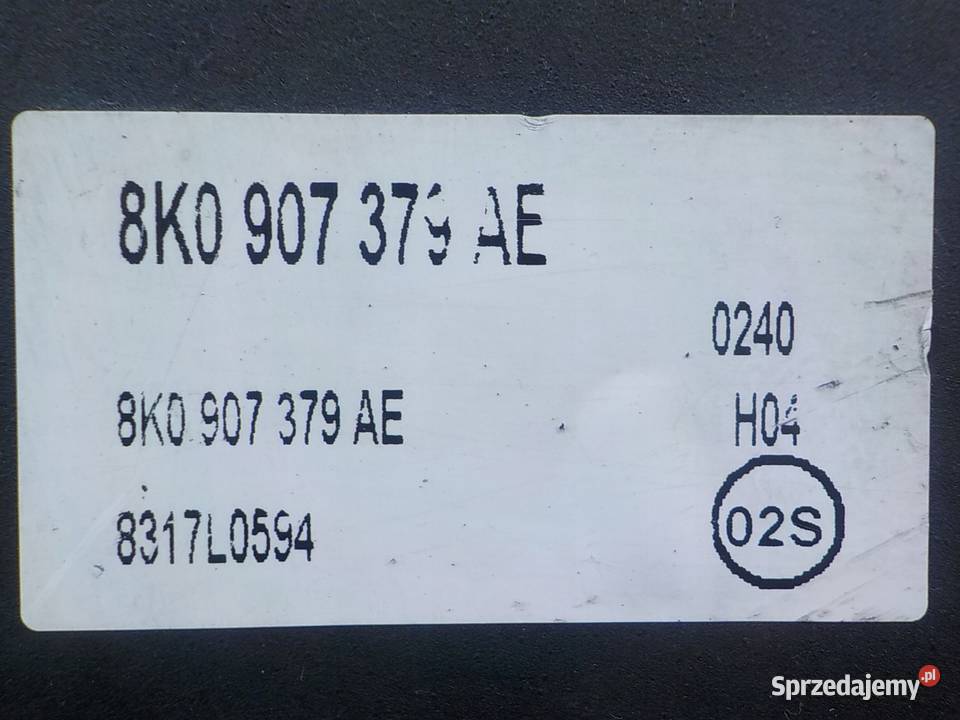 8K0 907 379 AE
0240
8K0 907 379 AE H04
8317L0594 02S
Sprzedajemy.pl